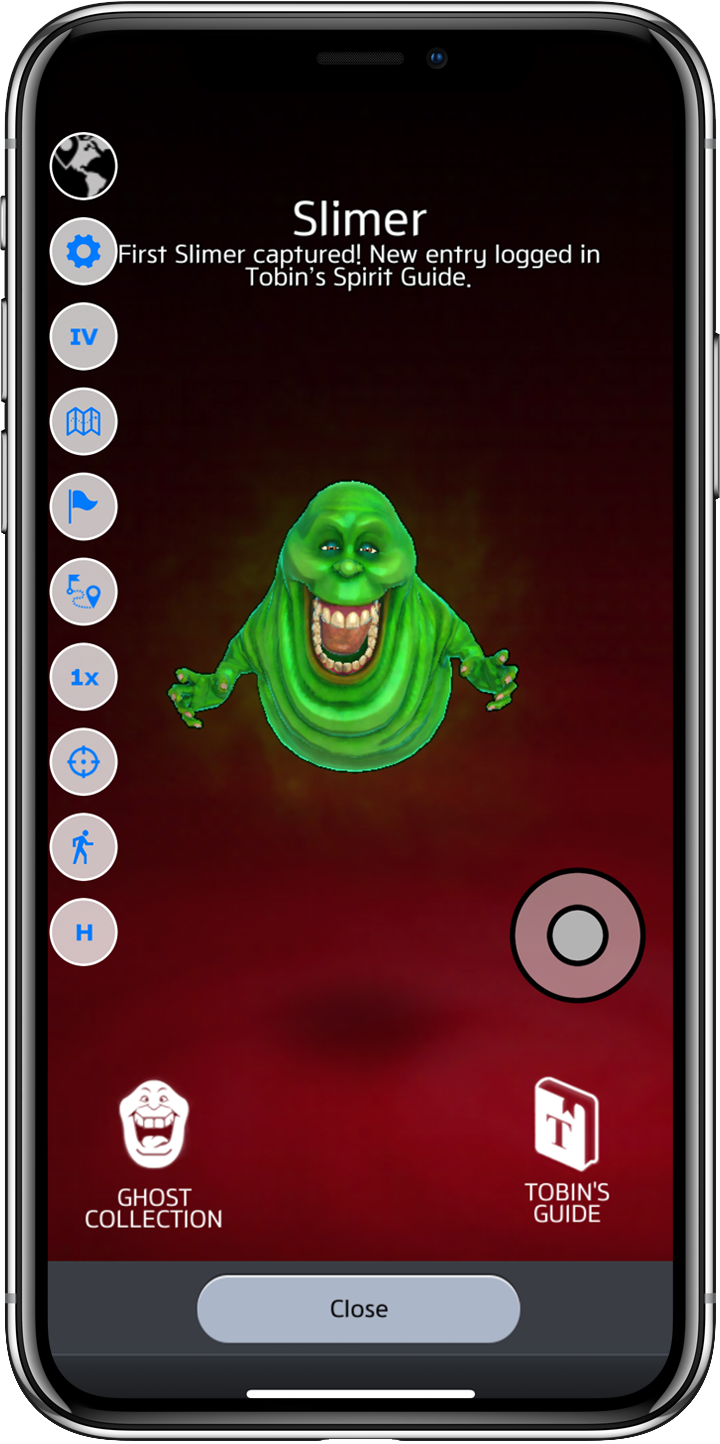 Slimer
First Slimer captured! New entry logged in
Tobin's Spirit Guide.
IV
1x
H
T
GHOST
COLLECTION
TOBIN'S
GUIDE
Close